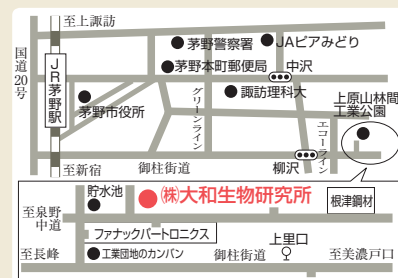 至上諏訪
国道20号
JR茅野駅
茅野警察署
JAピアみどり
茅野本町郵便局
中沢
茅野市役所
グリーンライン
諏訪理科大
上原山林間
工業公園
エコーライン
至新宿
御柱街道
柳沢
貯水池
㈱大和生物研究所
根津鋼材
至泉野
中道
ファナックパートロニクス
上里口
至長峰
工業団地のカンバン
御柱街道
至美濃戸口